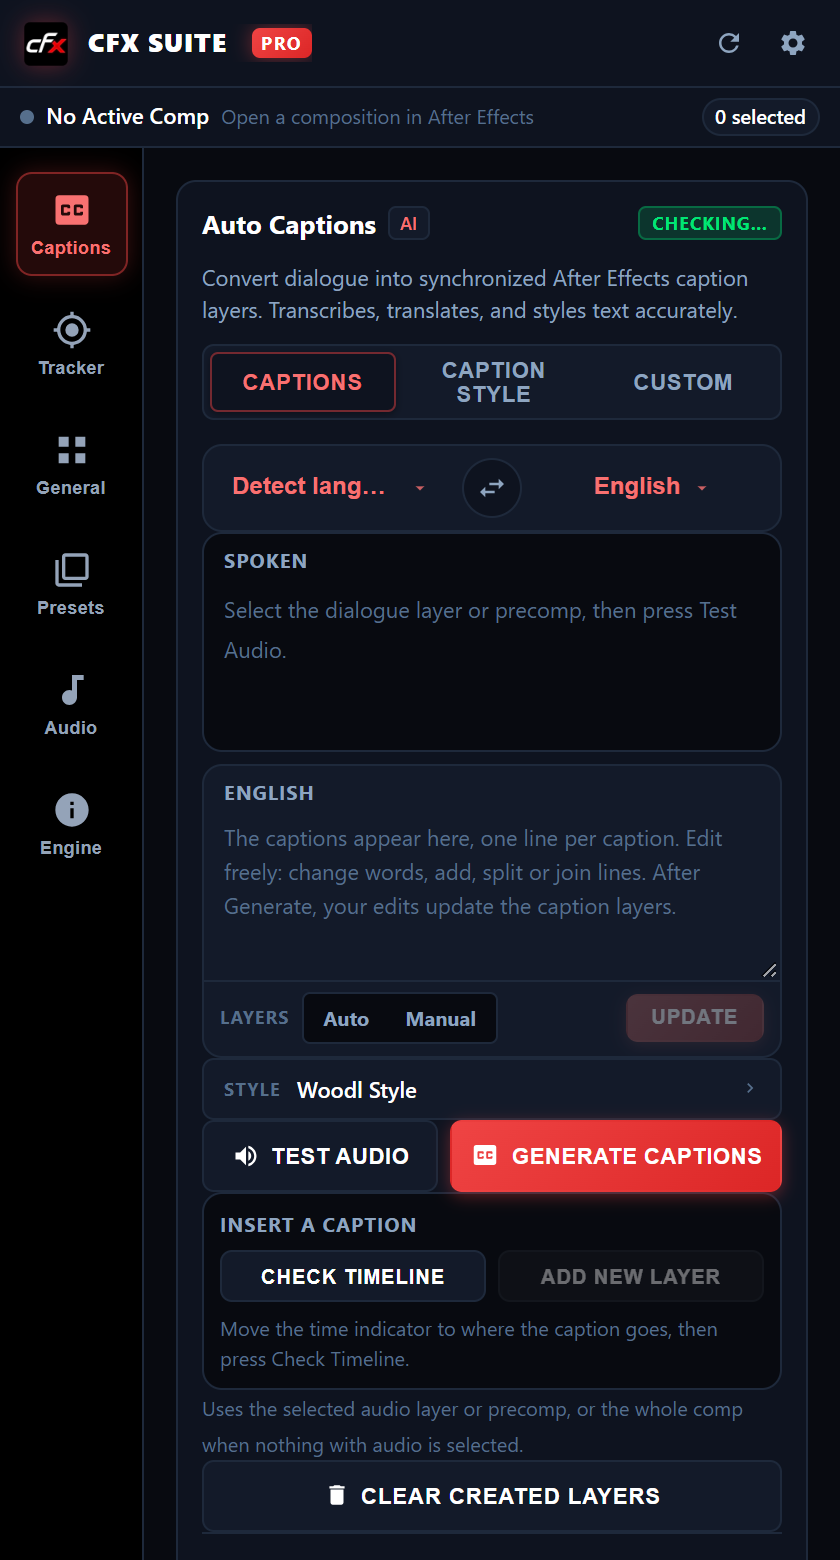 cfx CFX SUITE PRO
No Active Comp Open a composition in After Effects 0 selected
CC
Captions
Tracker
General
Presets
Audio
Engine
Auto Captions AI CHECKING...
Convert dialogue into synchronized After Effects caption
layers. Transcribes, translates, and styles text accurately.
CAPTIONS
CAPTION
STYLE
CUSTOM
Detect lang... English
SPOKEN
Select the dialogue layer or precomp, then press Test
Audio.
ENGLISH
The captions appear here, one line per caption. Edit
freely: change words, add, split or join lines. After
Generate, your edits update the caption layers.
LAYERS Auto Manual UPDATE
STYLE Woodl Style
TEST AUDIO CC GENERATE CAPTIONS
INSERT A CAPTION
CHECK TIMELINE ADD NEW LAYER
Move the time indicator to where the caption goes, then
press Check Timeline.
Uses the selected audio layer or precomp, or the whole comp
when nothing with audio is selected.
CLEAR CREATED LAYERS